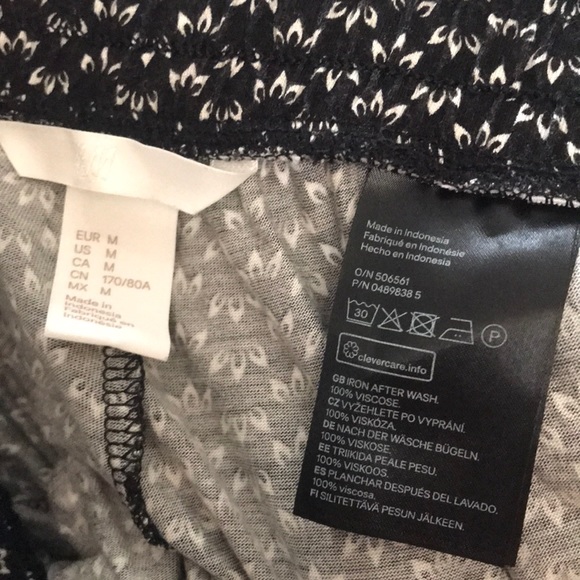 EUR M
US M
CA M
CN 170/80A
MX M
Made in
Indonesia
Fabriqué en
Indonésie
Made in Indonesia
Fabriqué en Indonésie
Hecho en Indonesia
O/N 506561
P/N 0489838 5
30
P
clevercare.info
GB IRON AFTER WASH.
100% VISCOSE.
CZ VYŽEHLETE PO VYPRÁNÍ.
100% VISKÓZA.
DE NACH DER WÄSCHE BÜGELN.
100% VISKOSE.
EE TRIIKIDA PEALE PESU.
100% VISKOOS.
ES PLANCHAR DESPUÉS DEL LAVADO.
100% viscosa.
FI SILITETTÄVÄ PESUN JÄLKEEN.